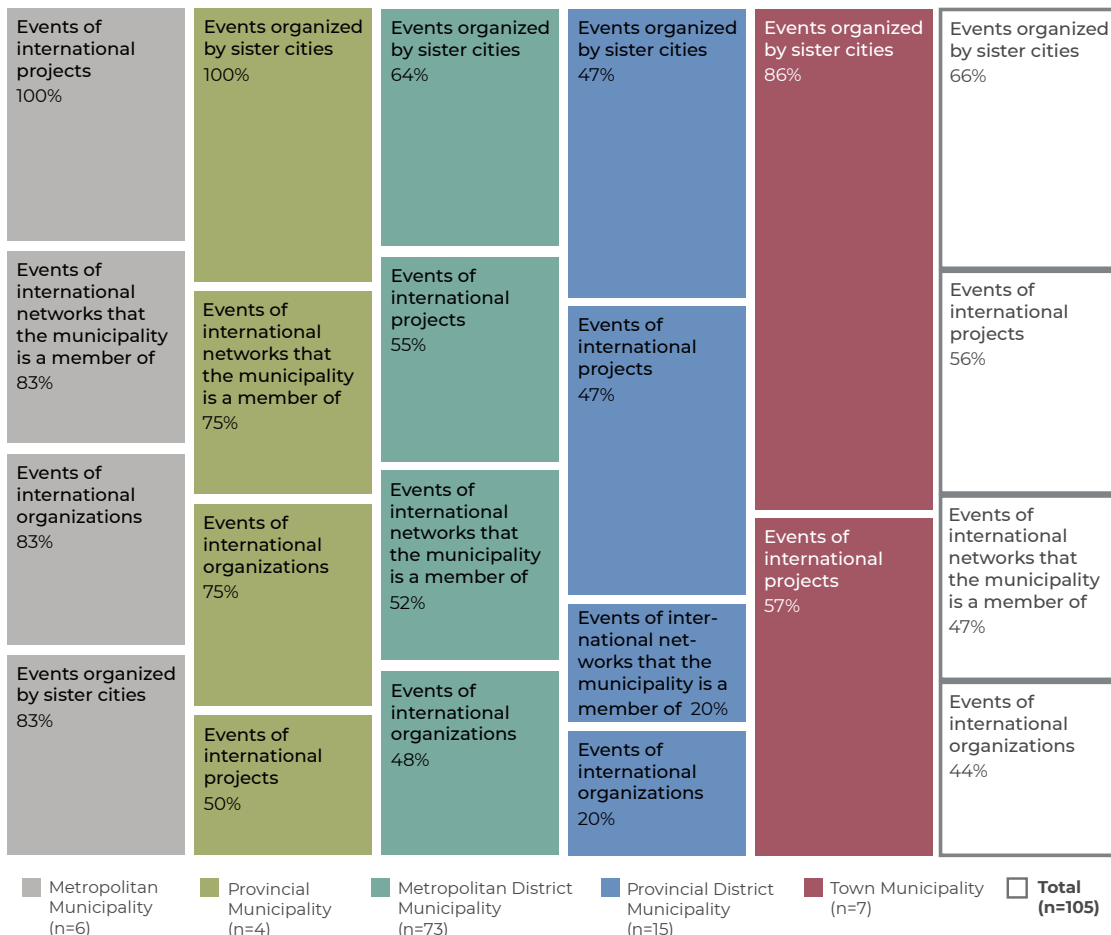 Events of
international
projects
100%
Events of
international
networks that
the municipality
is a member of
83%
Events of
international
organizations
83%
Events organized
by sister cities
83%
Events organized
by sister cities
100%
Events of
international
networks that
the municipality
is a member of
75%
Events of
international
organizations
75%
Events of
international
projects
50%
Events organized
by sister cities
64%
Events of
international
projects
55%
Events of
international
networks that
the municipality
is a member of
52%
Events of
international
organizations
48%
Events organized
by sister cities
47%
Events of
international
projects
47%
Events of inter-
national net-
works that the
municipality is a
member of 20%
Events of
international
organizations
20%
Events organized
by sister cities
86%
Events of
international
projects
57%
Events organized
by sister cities
66%
Events of
international
projects
56%
Events of
international
networks that
the municipality
is a member of
47%
Events of
international
organizations
44%
Metropolitan
Municipality
(n=6)
Provincial
Municipality
(n=4)
Metropolitan District
Municipality
(n=73)
Provincial District
Municipality
(n=15)
Town Municipality
(n=7)
Total
(n=105)